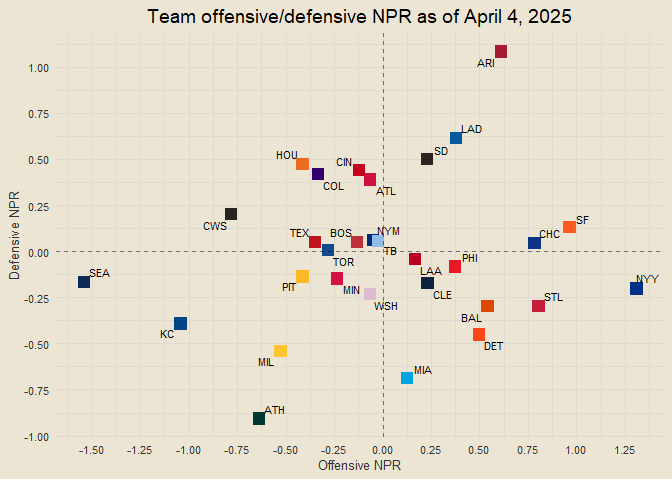 Team offensive/defensive NPR as of April 4, 2025
ARI
1.00
0.75
LAD
SD
HOU
CIN
0.50
COL
ATL
0.25
CWS
SF
TEX
BOS
NYM
CHC
0.00
TB
TOR
PHI
SEA
LAA
NYY
PIT
MIN
CLE
STL
-0.25
WSH
BAL
KC
DET
-0.50
MIL
MIA
-0.75
ATH
-1.00
Defensive NPR
-1.50 -1.25 -1.00 -0.75 -0.50 -0.25 0.00 0.25 0.50 0.75 1.00 1.25
Offensive NPR